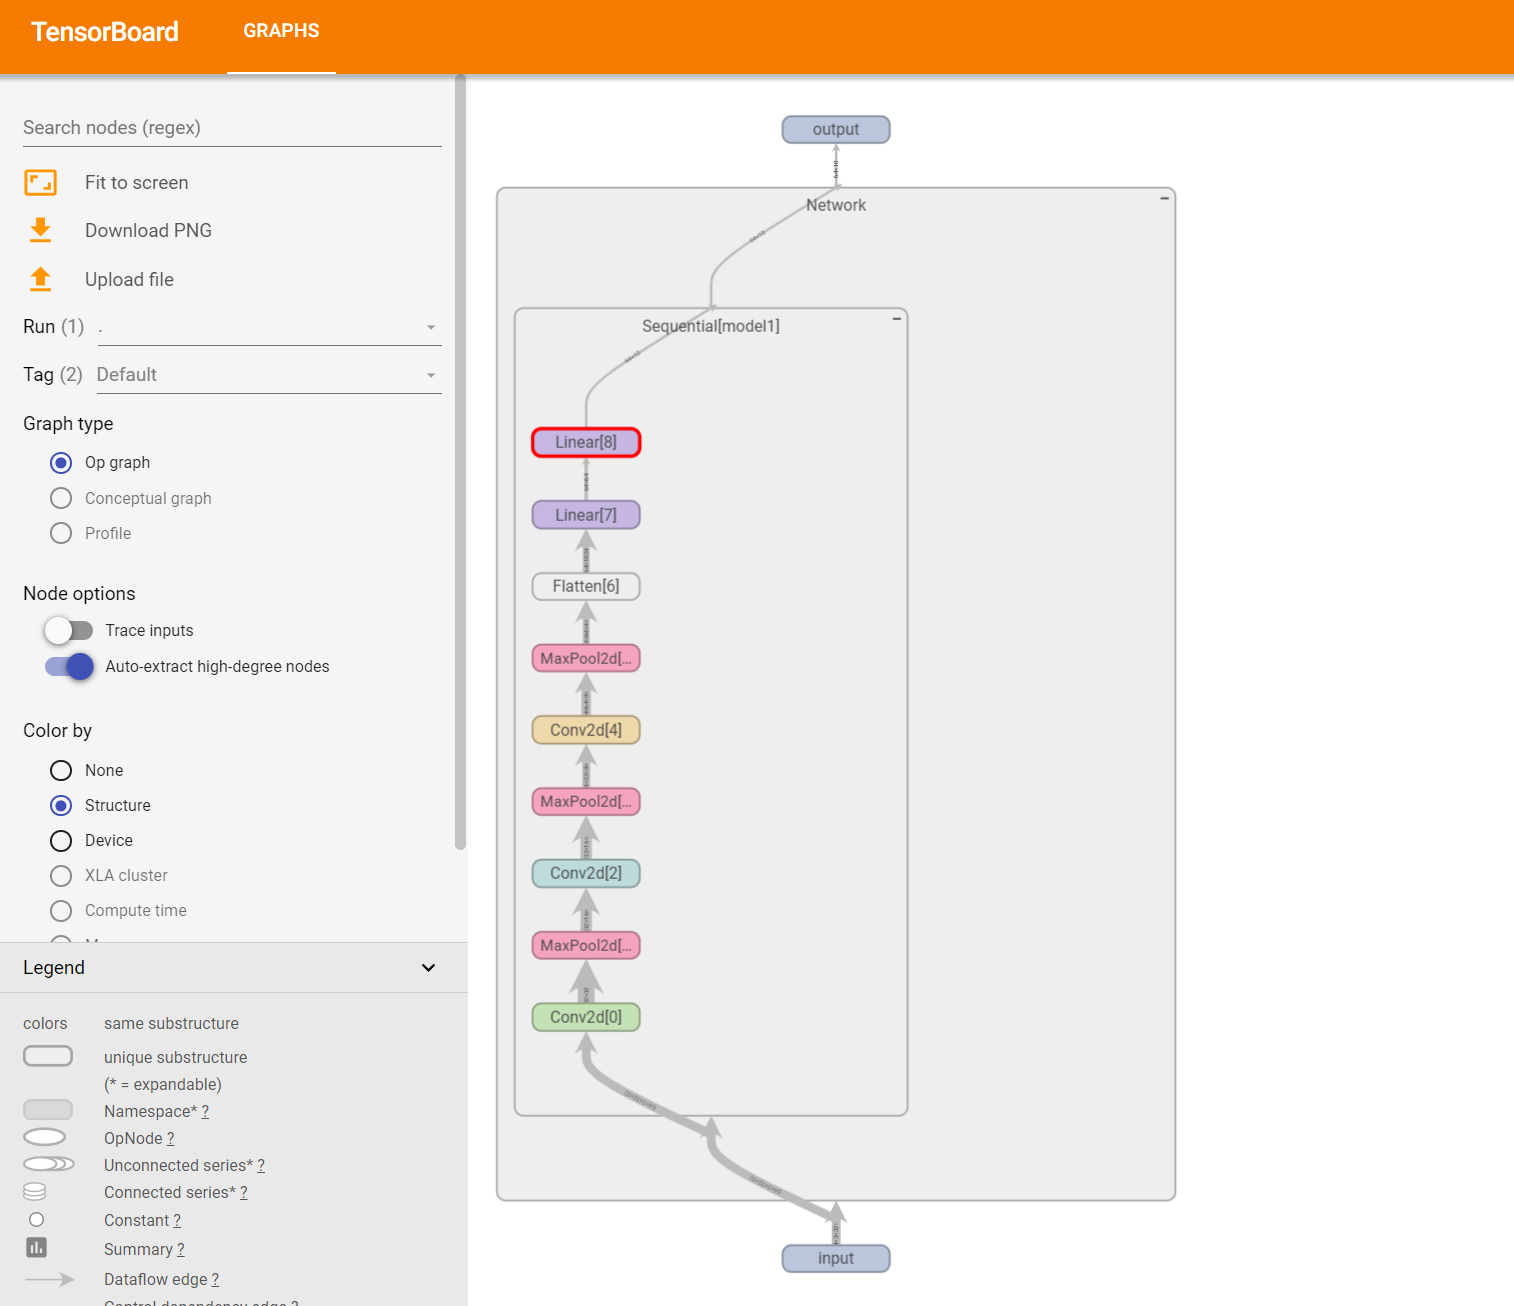 TensorBoard
GRAPHS
Search nodes (regex)
Fit to screen
Download PNG
Upload file
Run (1) .
Tag (2) Default
Graph type
Op graph
Conceptual graph
Profile
Node options
Trace inputs
Auto-extract high-degree nodes
Color by
None
Structure
Device
XLA cluster
Compute time
Legend
colors same substructure
unique substructure
(* = expandable)
Namespace* ?
OpNode ?
Unconnected series* ?
Connected series* ?
Constant ?
Summary ?
Dataflow edge ?
Control dependency edge ?
output
Network
Sequential[model1]
Linear[8]
Linear[7]
Flatten[6]
MaxPool2d[...
Conv2d[4]
MaxPool2d[...
Conv2d[2]
MaxPool2d[...
Conv2d[0]
input